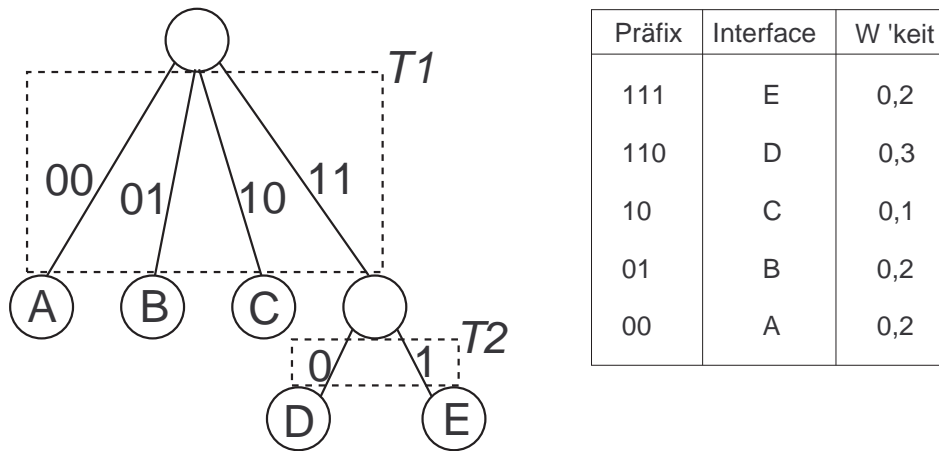 T1
00 01 10 11
A B C
T2
0 1
D E
Präfix Interface W 'keit
111 E 0,2
110 D 0,3
10 C 0,1
01 B 0,2
00 A 0,2